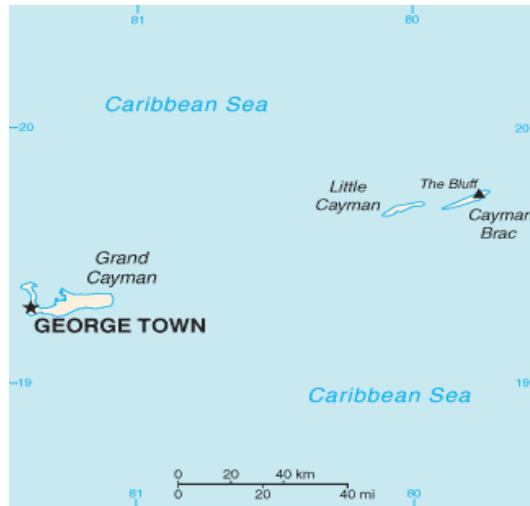 81 80
Caribbean Sea
20 20
The Bluff
Little
Cayman
Cayman
Brac
Grand
Cayman
GEORGE TOWN
19 19
Caribbean Sea
0 20 40 km
0 20 40 mi
81 80